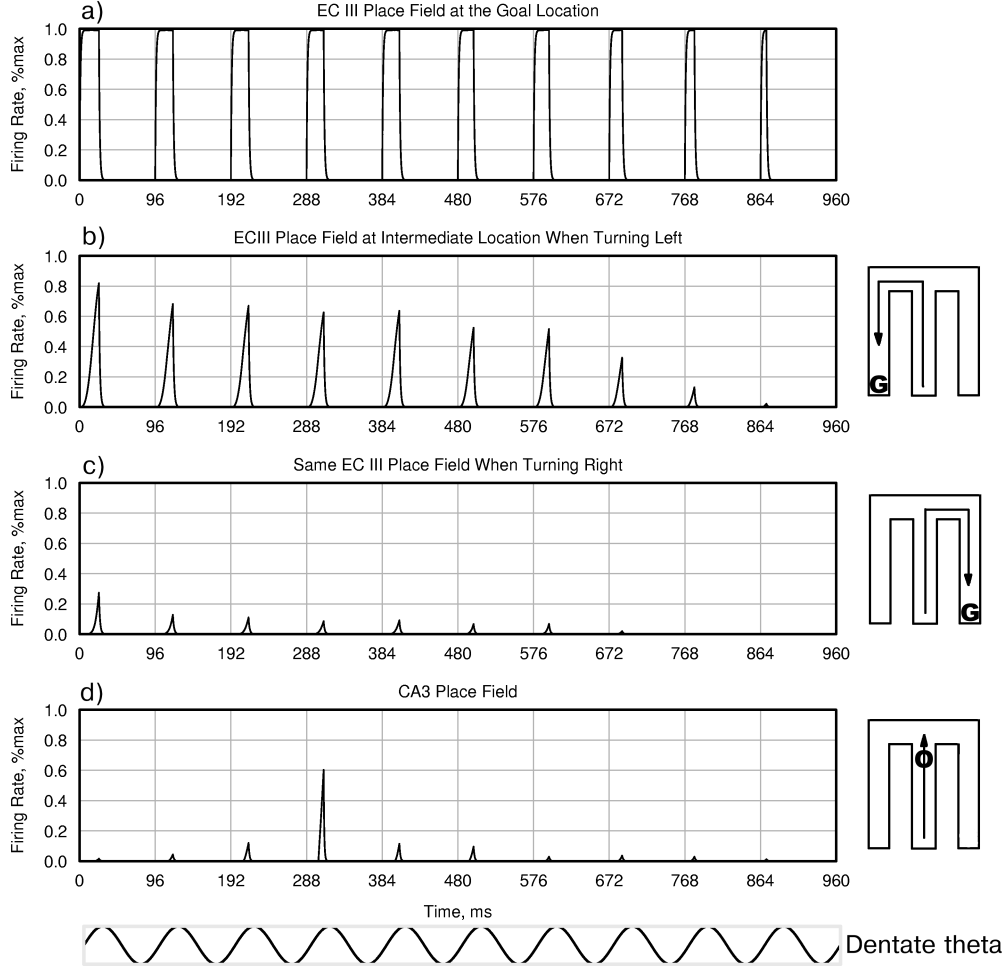 a) EC III Place Field at the Goal Location
Firing Rate, %max
1.0
0.8
0.6
0.4
0.2
0.0
0 96 192 288 384 480 576 672 768 864 960
b) ECIII Place Field at Intermediate Location When Turning Left
Firing Rate, %max
1.0
0.8
0.6
0.4
0.2
0.0
0 96 192 288 384 480 576 672 768 864 960
G
c) Same EC III Place Field When Turning Right
Firing Rate, %max
1.0
0.8
0.6
0.4
0.2
0.0
0 96 192 288 384 480 576 672 768 864 960
G
d) CA3 Place Field
Firing Rate, %max
1.0
0.8
0.6
0.4
0.2
0.0
0 96 192 288 384 480 576 672 768 864 960
O
Time, ms
Dentate theta